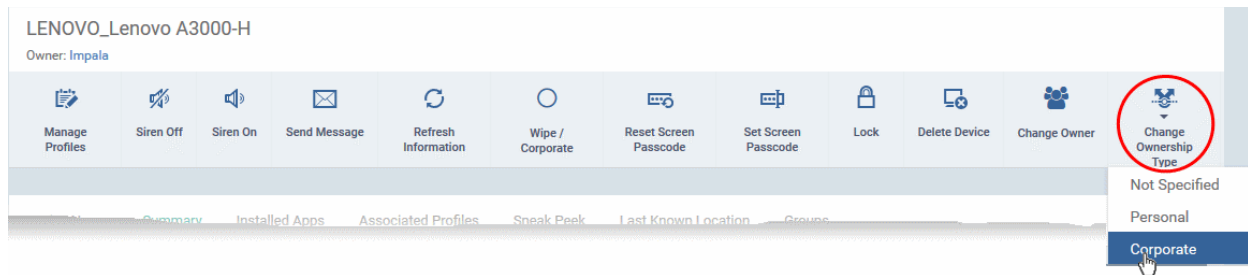 LENOVO_Lenovo A3000-H
Owner: Impala
Manage
Profiles
Siren Off
Siren On
Send Message
Refresh
Information
Wipe /
Corporate
Reset Screen
Passcode
Set Screen
Passcode
Lock
Delete Device
Change Owner
Change
Ownership
Type
Not Specified
Personal
Corporate
Summary
Installed Apps
Associated Profiles
Sneak Peek
Last Known Location
Groups